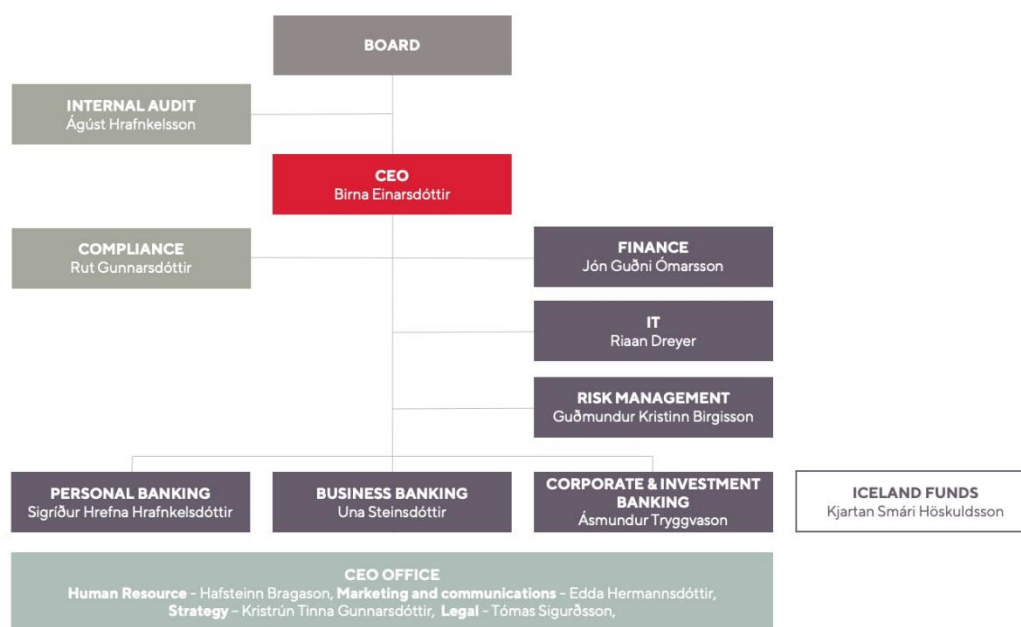 BOARD
INTERNAL AUDIT
Ágúst Hrafnkelsson
CEO
Birna Einarsdóttir
COMPLIANCE
Rut Gunnarsdóttir
FINANCE
Jón Guðni Ómarsson
IT
Riaan Dreyer
RISK MANAGEMENT
Guðmundur Kristinn Birgisson
PERSONAL BANKING
Sigríður Hrefna Hrafnkelsdóttir
BUSINESS BANKING
Una Steinsdóttir
CORPORATE & INVESTMENT
BANKING
Ásmundur Tryggvason
ICELAND FUNDS
Kjartan Smári Höskuldsson
CEO OFFICE
Human Resource – Hafsteinn Bragason, Marketing and communications – Edda Hermannsdóttir,
Strategy – Kristrún Tinna Gunnarsdóttir, Legal - Tómas Sigurðsson,